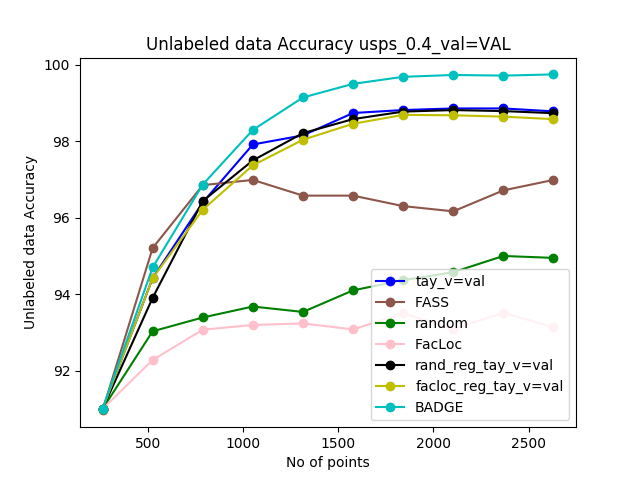 Unlabeled data Accuracy usps_0.4_val=VAL
Unlabeled data Accuracy
100
98
96
94
92
500
1000
1500
2000
2500
No of points
tay_v=val
FASS
random
FacLoc
rand_reg_tay_v=val
facloc_reg_tay_v=val
BADGE